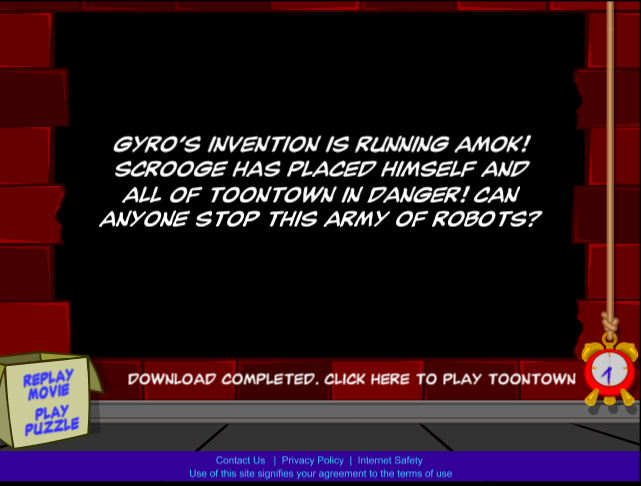 GYRO'S INVENTION IS RUNNING AMOK!
SCROOGE HAS PLACED HIMSELF AND
ALL OF TOONTOWN IN DANGER! CAN
ANYONE STOP THIS ARMY OF ROBOTS?
REPLAY
MOVIE
PLAY
PUZZLE
DOWNLOAD COMPLETED. CLICK HERE TO PLAY TOONTOWN
Contact Us | Privacy Policy | Internet Safety
Use of this site signifies your agreement to the terms of use